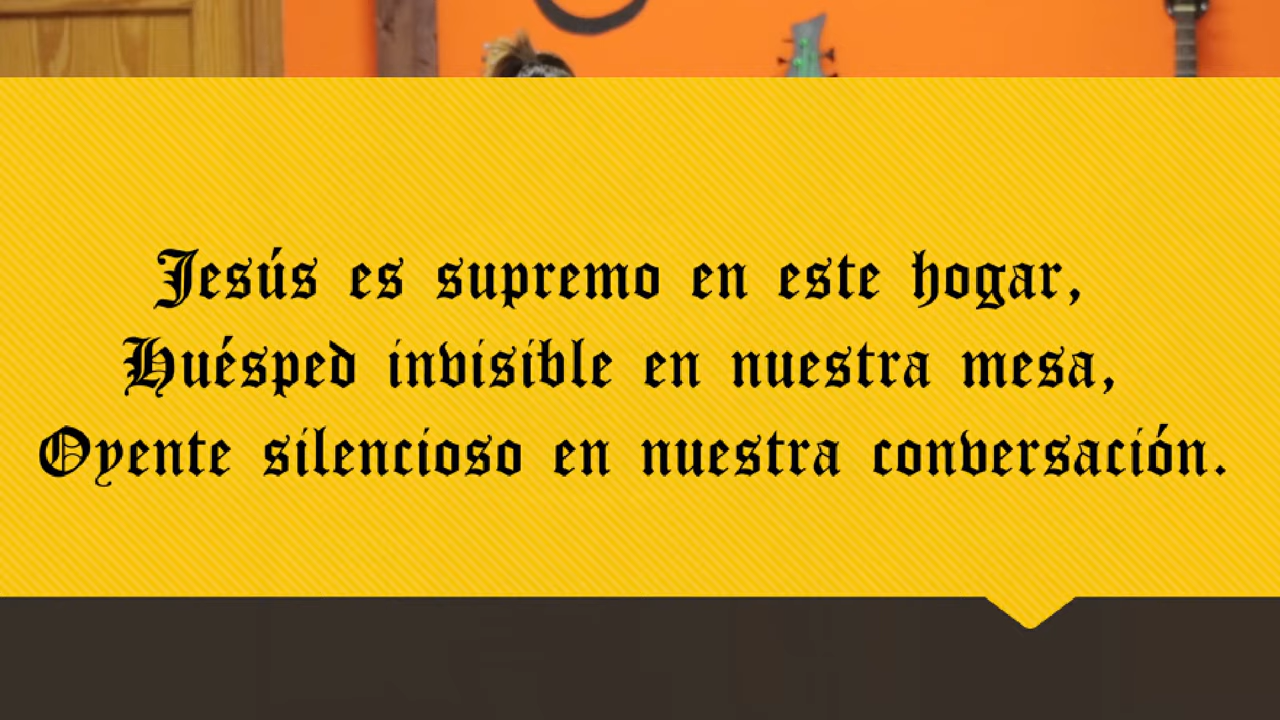 Jesús es supremo en este hogar,
Huésped invisible en nuestra mesa,
Oyente silencioso en nuestra conversación.